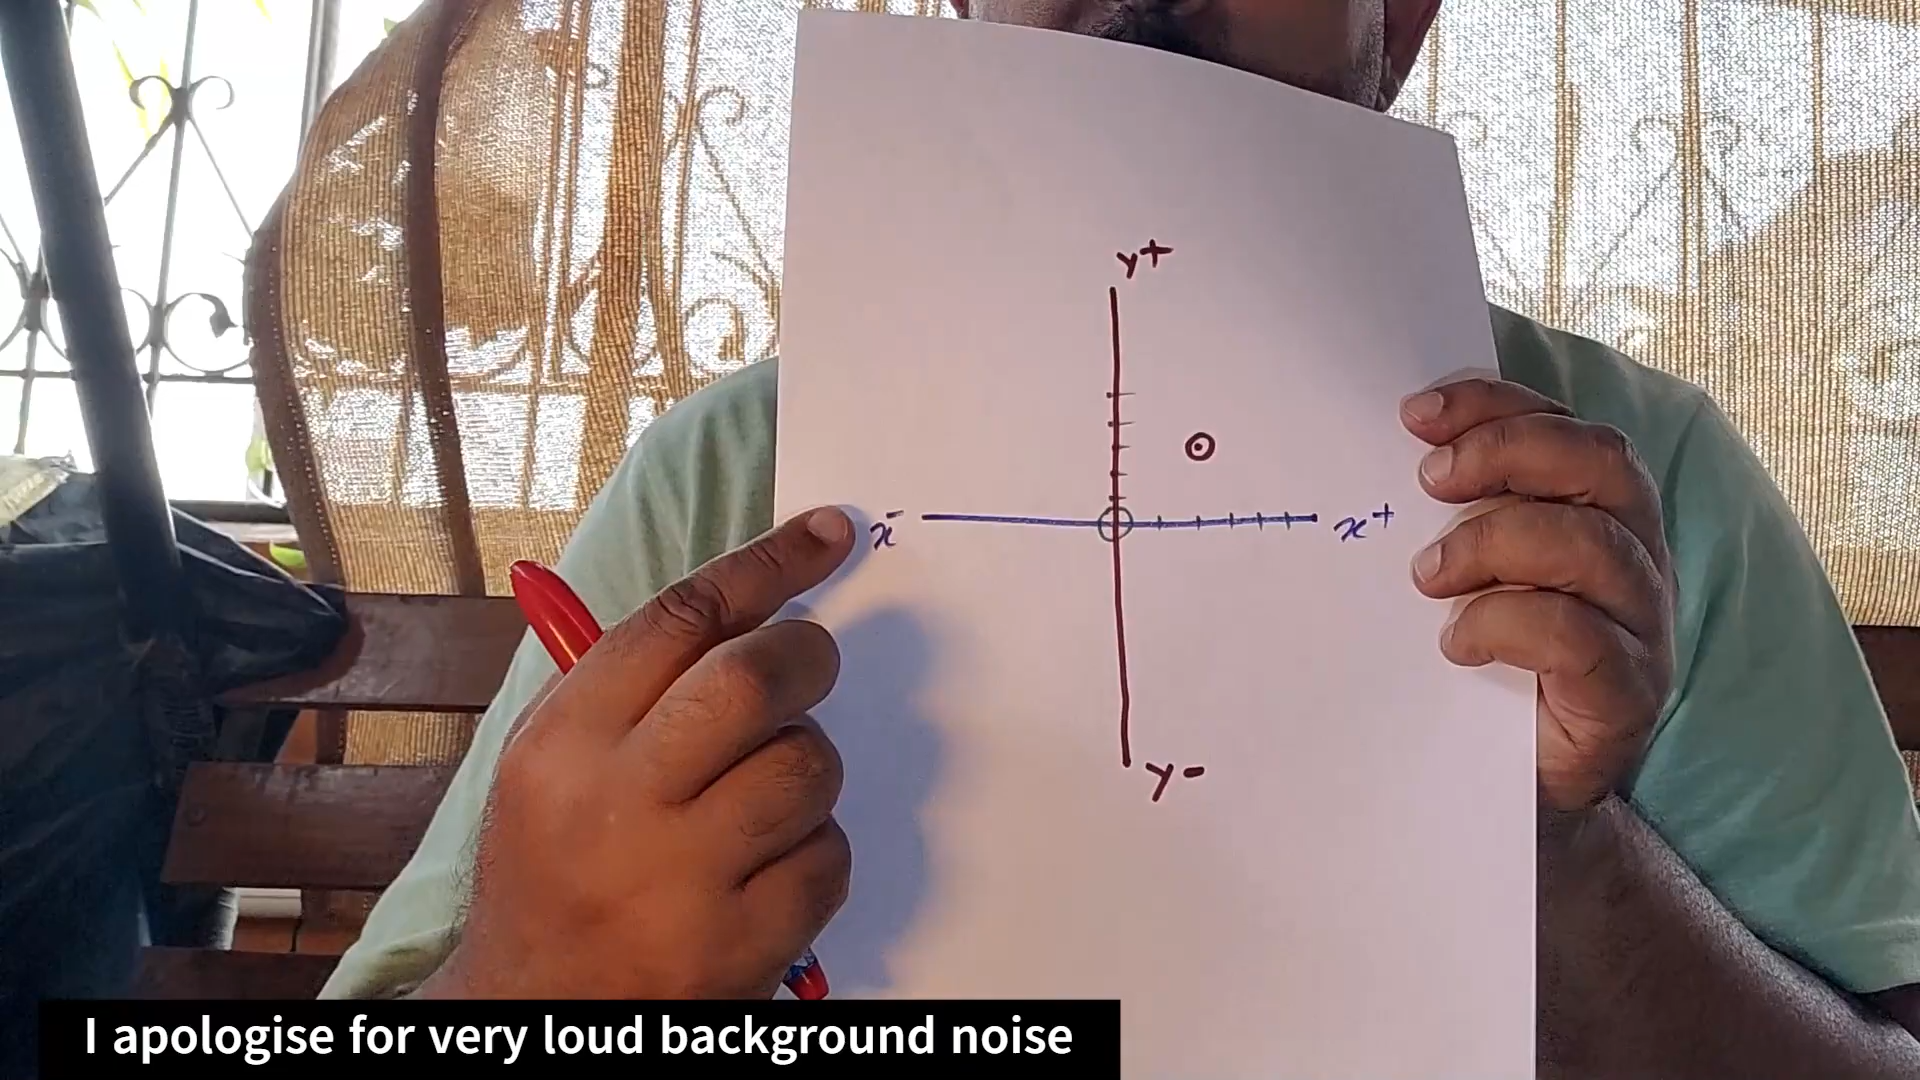 y+
x-
x+
y-
I apologise for very loud background noise